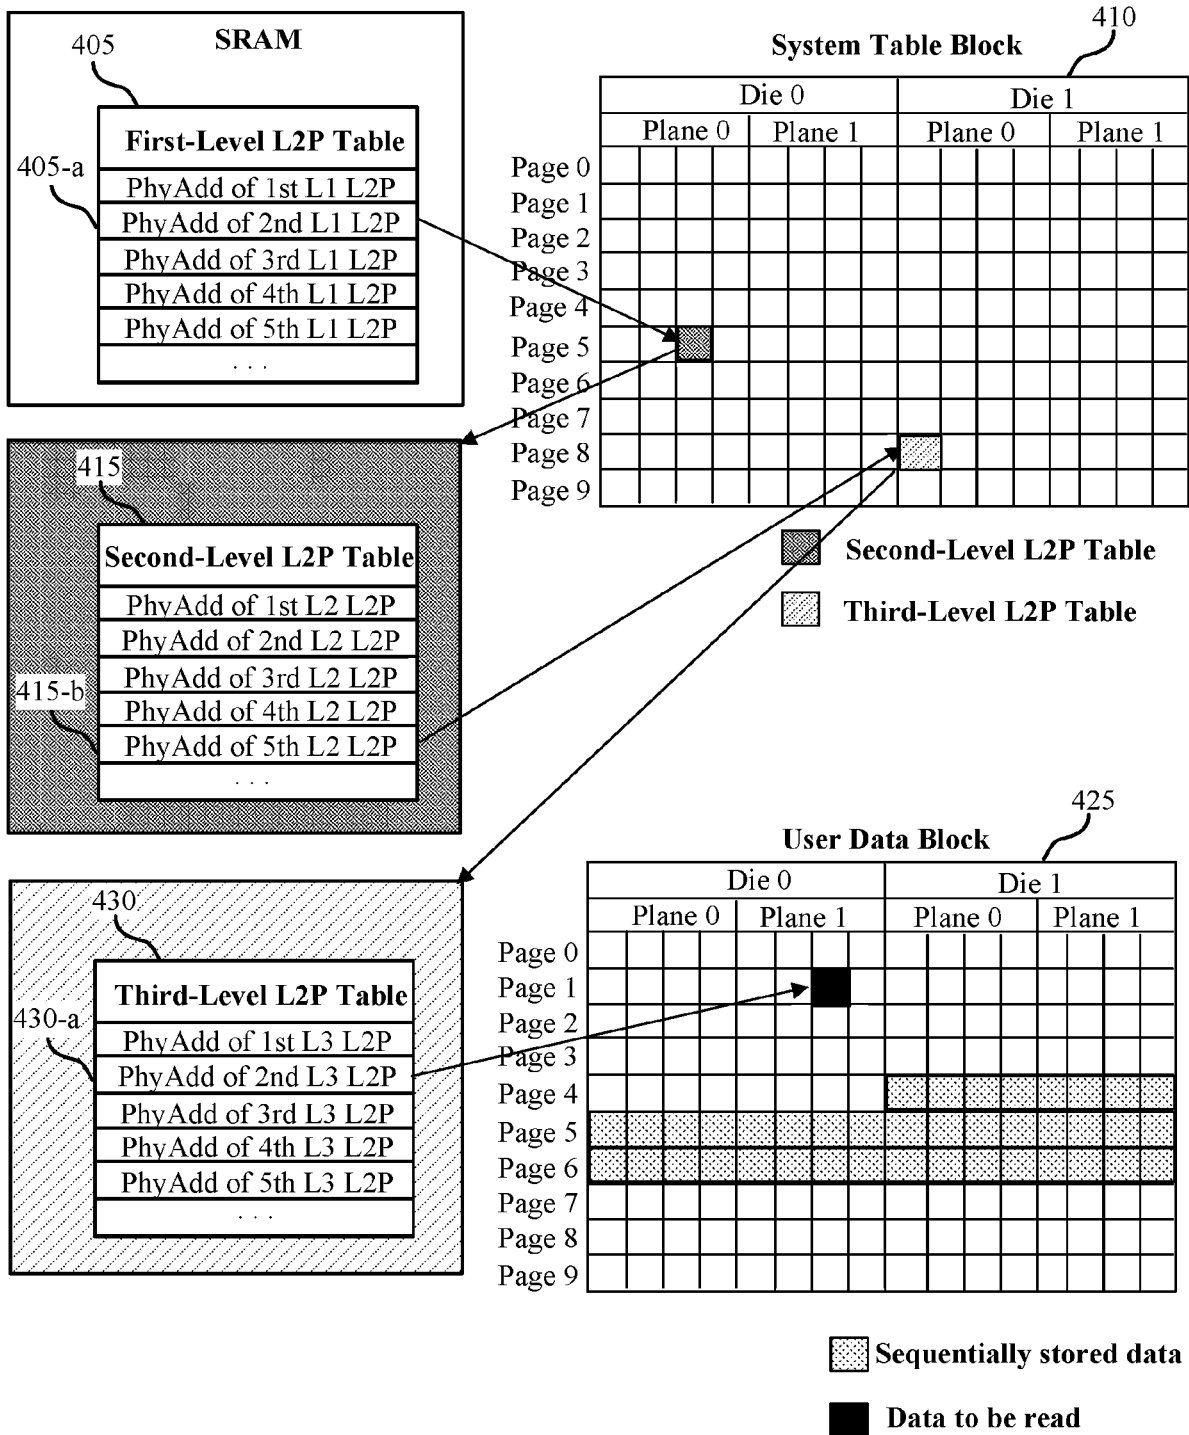 SRAM
405
First-Level L2P Table
405-a
PhyAdd of 1st L1 L2P
PhyAdd of 2nd L1 L2P
PhyAdd of 3rd L1 L2P
PhyAdd of 4th L1 L2P
PhyAdd of 5th L1 L2P
. . .
410
System Table Block
Die 0 Die 1
Plane 0 Plane 1 Plane 0 Plane 1
Page 0
Page 1
Page 2
Page 3
Page 4
Page 5
Page 6
Page 7
Page 8
Page 9
Second-Level L2P Table
Third-Level L2P Table
415
Second-Level L2P Table
PhyAdd of 1st L2 L2P
PhyAdd of 2nd L2 L2P
PhyAdd of 3rd L2 L2P
415-b
PhyAdd of 4th L2 L2P
PhyAdd of 5th L2 L2P
. . .
430
Third-Level L2P Table
430-a
PhyAdd of 1st L3 L2P
PhyAdd of 2nd L3 L2P
PhyAdd of 3rd L3 L2P
PhyAdd of 4th L3 L2P
PhyAdd of 5th L3 L2P
. . .
425
User Data Block
Die 0 Die 1
Plane 0 Plane 1 Plane 0 Plane 1
Page 0
Page 1
Page 2
Page 3
Page 4
Page 5
Page 6
Page 7
Page 8
Page 9
Sequentially stored data
Data to be read